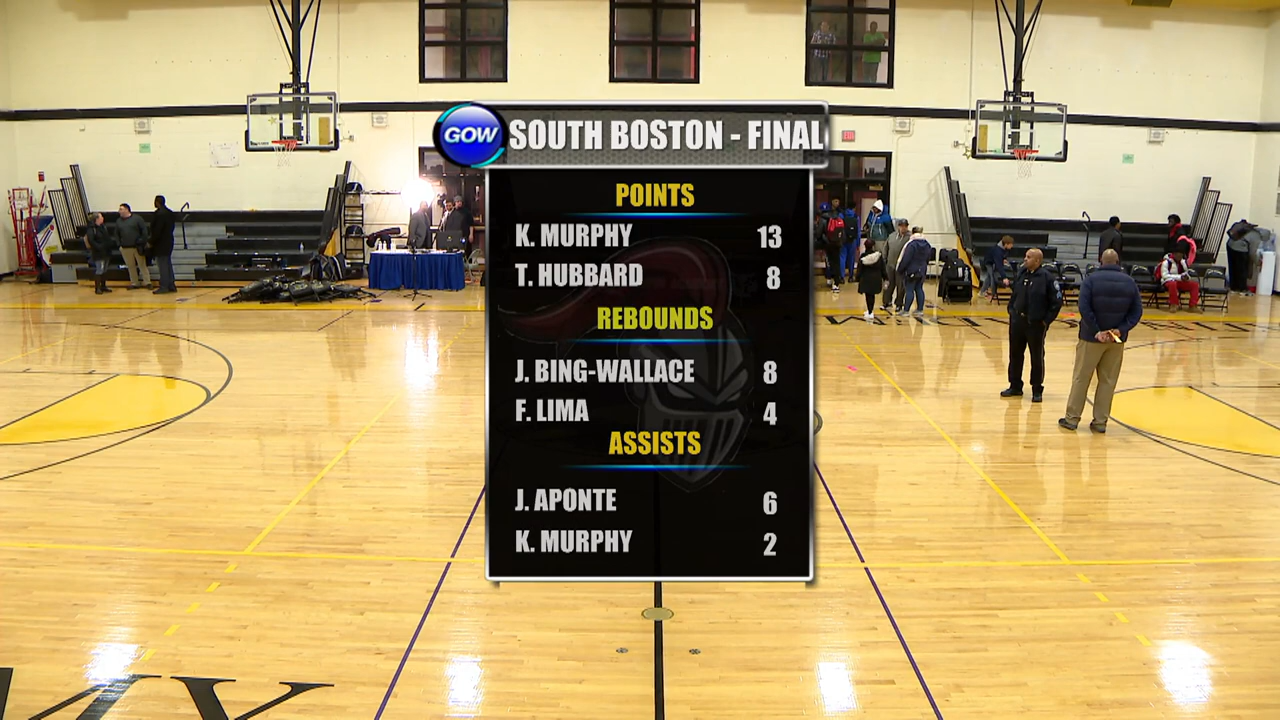 GOW SOUTH BOSTON - FINAL
POINTS
K. MURPHY 13
T. HUBBARD 8
REBOUNDS
J. BING-WALLACE 8
F. LIMA 4
ASSISTS
J. APONTE 6
K. MURPHY 2